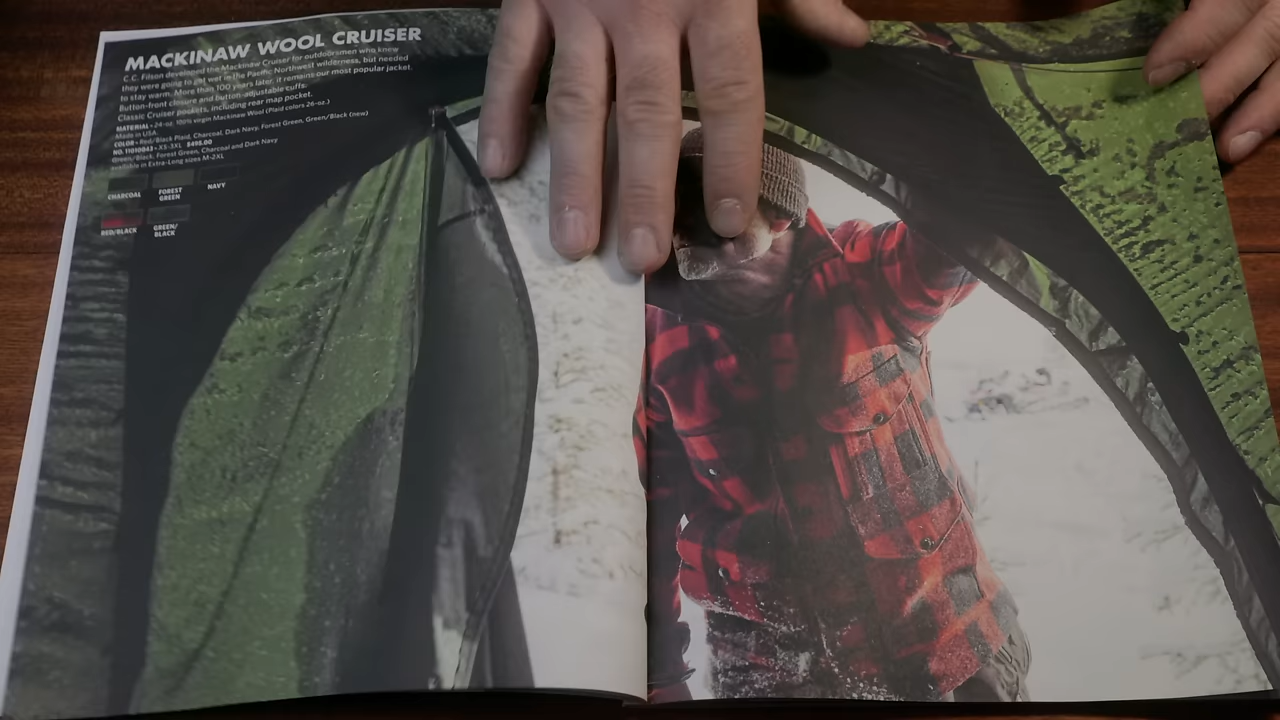 MACKINAW WOOL CRUISER
C.C. Filson developed the Mackinaw Cruiser for outdoorsmen who knew
they were going to get wet in the Pacific Northwest wilderness, but needed
to stay warm. More than 100 years later, it remains our most popular jacket.
Button-front closure and button-adjustable cuffs.
Classic Cruiser pockets, including rear map pocket.
MATERIAL • 24-oz. 100% virgin Mackinaw Wool (Plaid colors 26-oz.)
Made in USA.
COLOR • Red/Black Plaid, Charcoal, Dark Navy, Forest Green, Green/Black (new)
NO. 11010043 • XS-3XL $495.00
Green/Black, Forest Green, Charcoal and Dark Navy
available in Extra-Long sizes M-2XL
CHARCOAL FOREST NAVY
GREEN
RED/BLACK GREEN/
BLACK